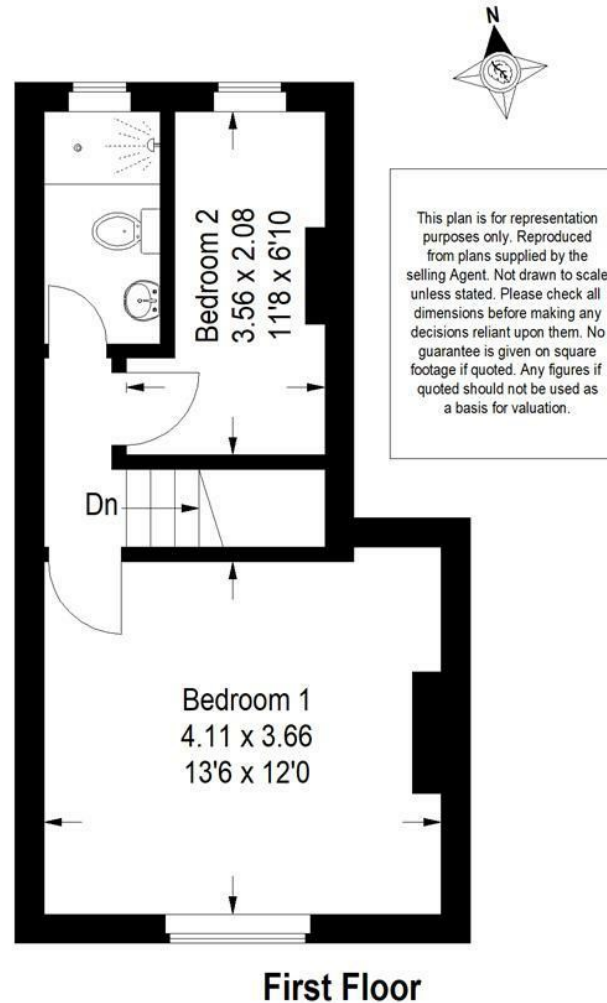 N
This plan is for representation
purposes only. Reproduced
from plans supplied by the
selling Agent. Not drawn to scale
unless stated. Please check all
dimensions before making any
decisions reliant upon them. No
guarantee is given on square
footage if quoted. Any figures if
quoted should not be used as
a basis for valuation.
Bedroom 2
3.56 x 2.08
11'8 x 6'10
Dn
Bedroom 1
4.11 x 3.66
13'6 x 12'0
First Floor